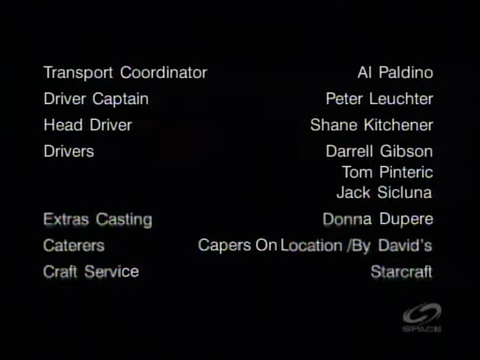 Transport Coordinator Al Paldino
Driver Captain Peter Leuchter
Head Driver Shane Kitchener
Drivers Darrell Gibson
Tom Pinteric
Jack Sicluna
Extras Casting Donna Dupere
Caterers Capers On Location /By David's
Craft Service Starcraft
SPACE